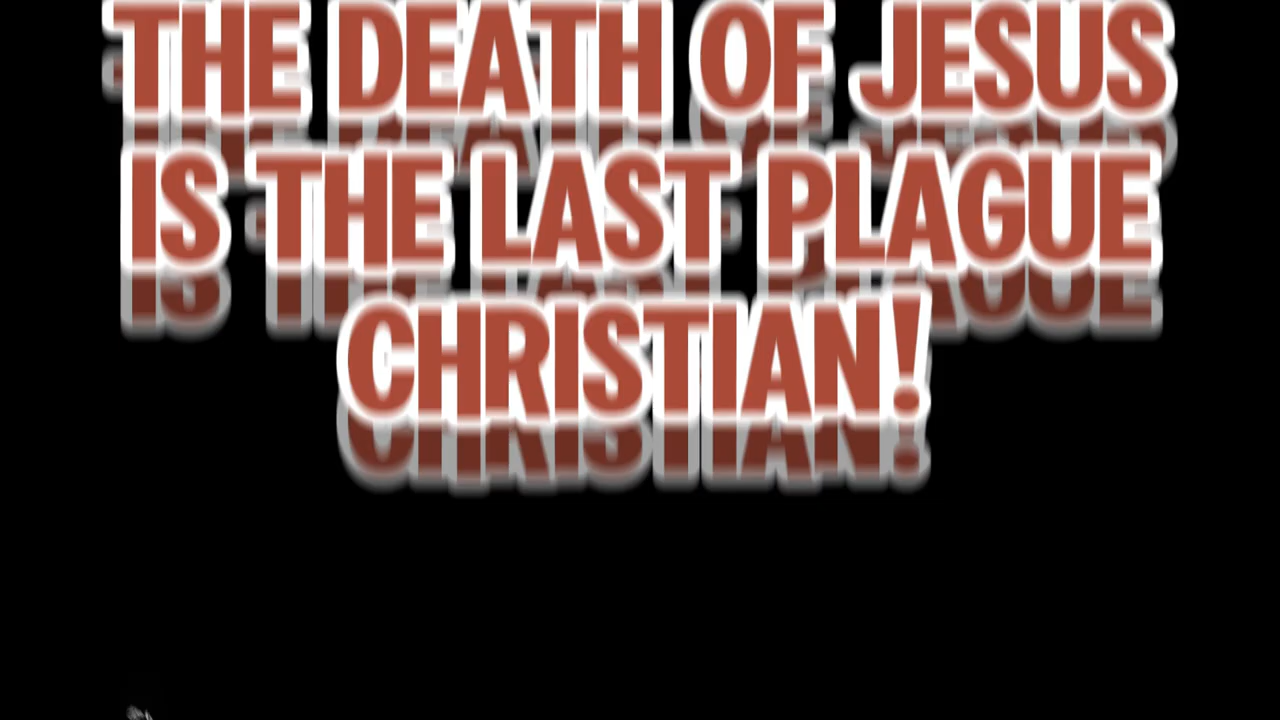 THE DEATH OF JESUS
IS THE LAST PLAGUE
CHRISTIAN!